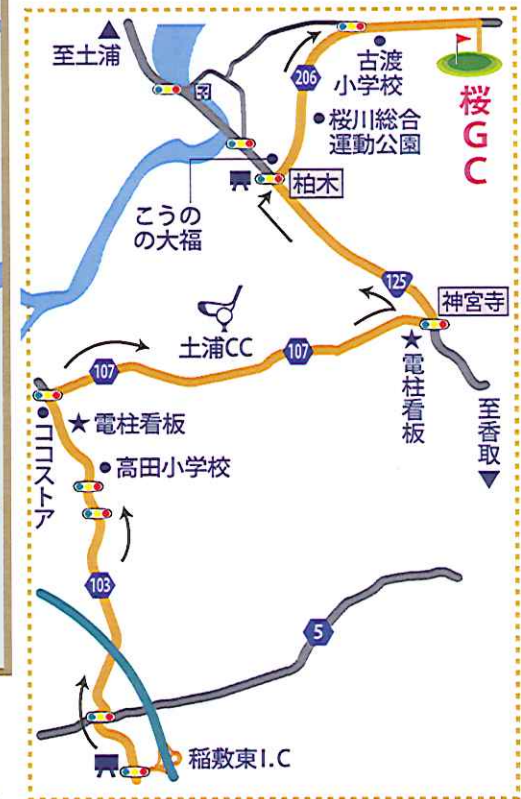 至土浦
206
古渡
小学校
桜川総合
運動公園
桜GC
柏木
こうの
の大福
125
神宮寺
土浦CC
107
107
電柱看板
至香取
電柱看板
ココストア
高田小学校
103
5
稲敷東I.C